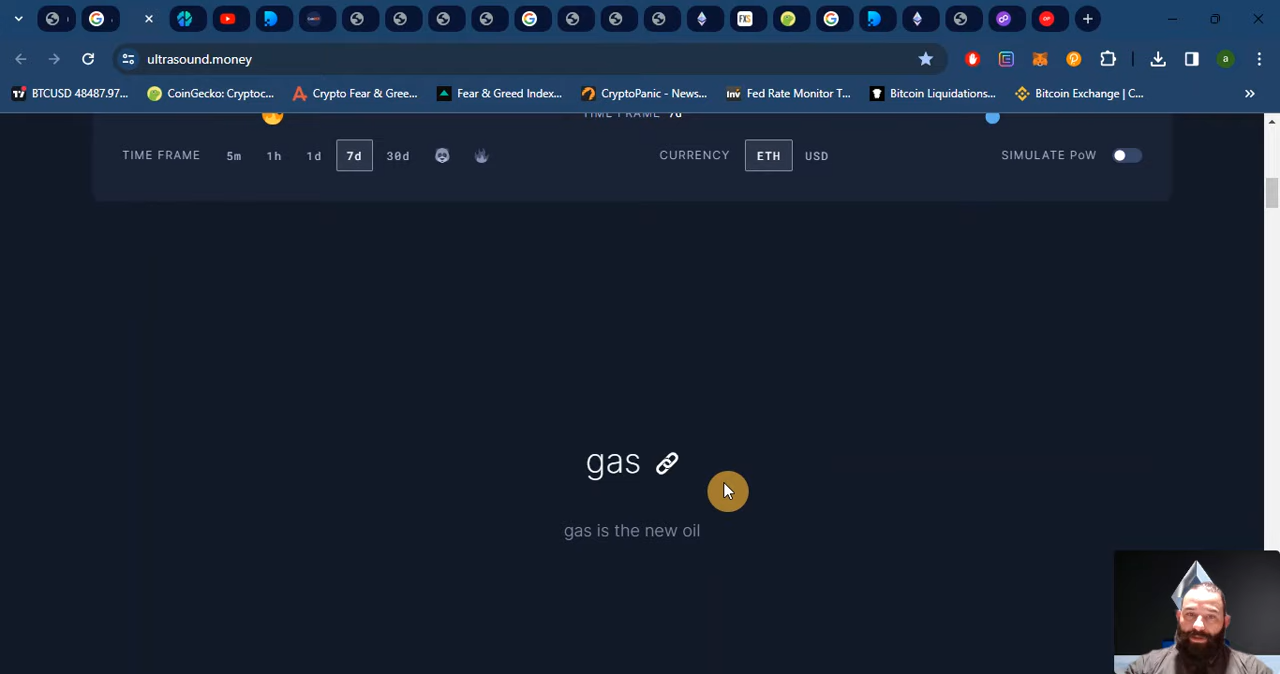 ultrasound.money
a
BTCUSD 48487.97...
CoinGecko: Cryptoc...
Crypto Fear & Gree...
Fear & Greed Index...
CryptoPanic - News...
inv Fed Rate Monitor T...
Bitcoin Liquidations...
Bitcoin Exchange | C...
»
TIME FRAME 7d
TIME FRAME 5m 1h 1d 7d 30d
CURRENCY ETH USD
SIMULATE PoW
gas
gas is the new oil